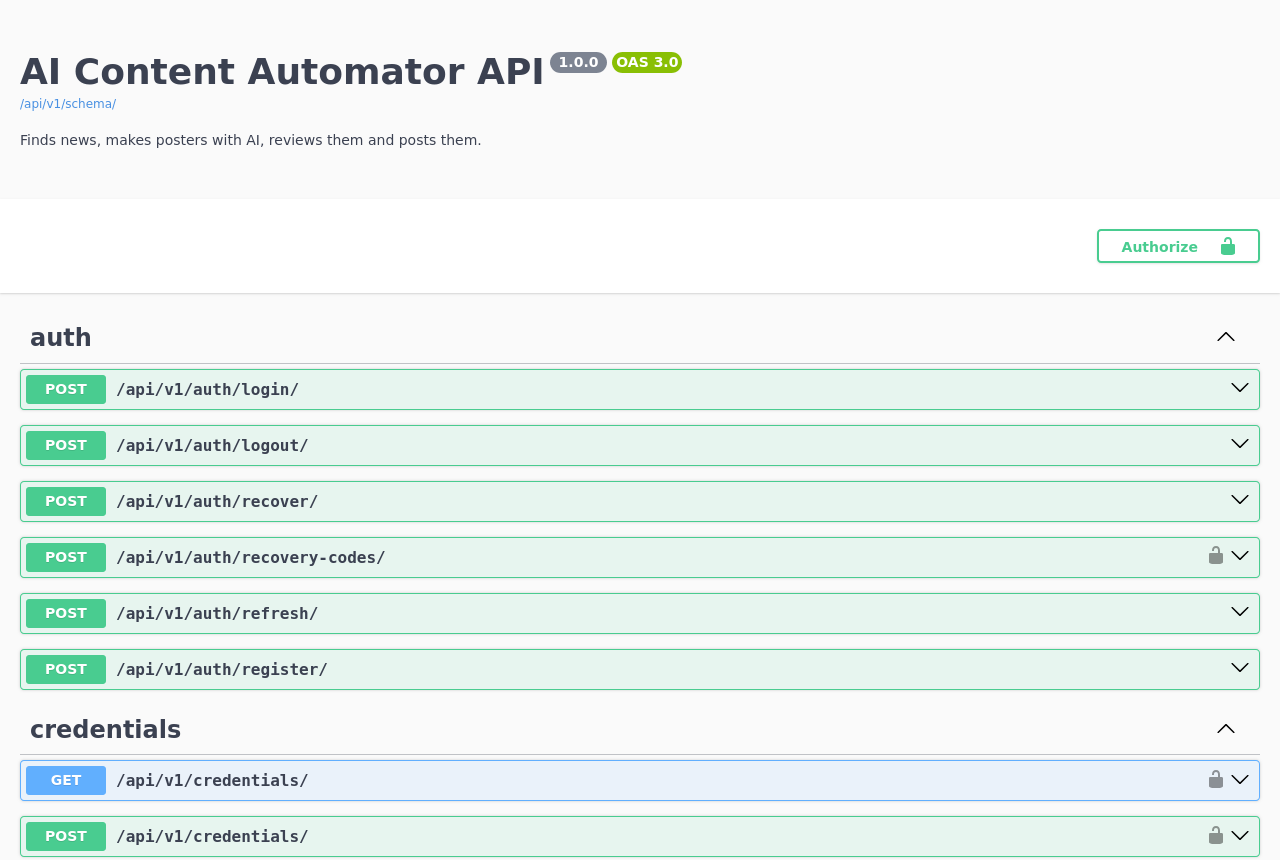 AI Content Automator API 1.0.0 OAS 3.0
/api/v1/schema/
Finds news, makes posters with AI, reviews them and posts them.
Authorize
auth
POST /api/v1/auth/login/
POST /api/v1/auth/logout/
POST /api/v1/auth/recover/
POST /api/v1/auth/recovery-codes/
POST /api/v1/auth/refresh/
POST /api/v1/auth/register/
credentials
GET /api/v1/credentials/
POST /api/v1/credentials/